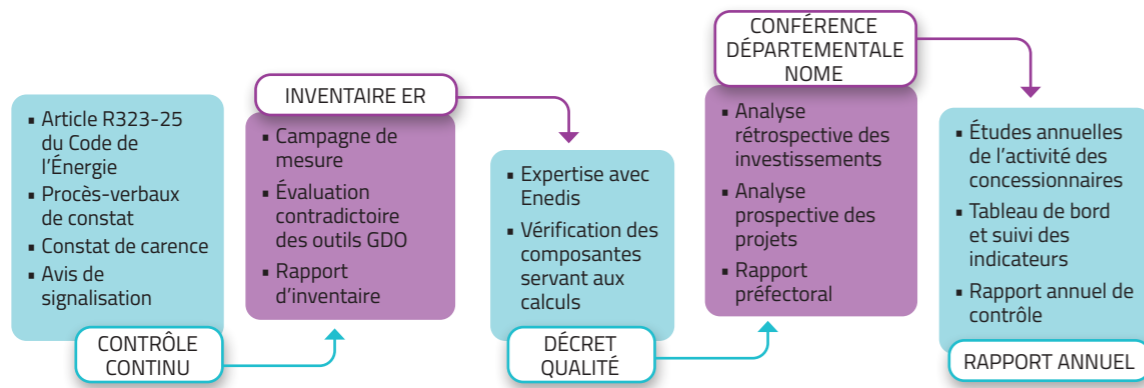 ▪ Article R323-25
du Code de
l'Énergie
▪ Procès-verbaux
de constat
▪ Constat de carence
▪ Avis de
signalisation
CONTRÔLE
CONTINU
INVENTAIRE ER
▪ Campagne de
mesure
▪ Évaluation
contradictoire
des outils GDO
▪ Rapport
d'inventaire
▪ Expertise avec
Enedis
▪ Vérification des
composantes
servant aux
calculs
DÉCRET
QUALITÉ
CONFÉRENCE
DÉPARTEMENTALE
NOME
▪ Analyse
rétrospective des
investissements
▪ Analyse
prospective des
projets
▪ Rapport
préfectoral
▪ Études annuelles
de l'activité des
concessionnaires
▪ Tableau de bord
et suivi des
indicateurs
▪ Rapport annuel de
contrôle
RAPPORT ANNUEL